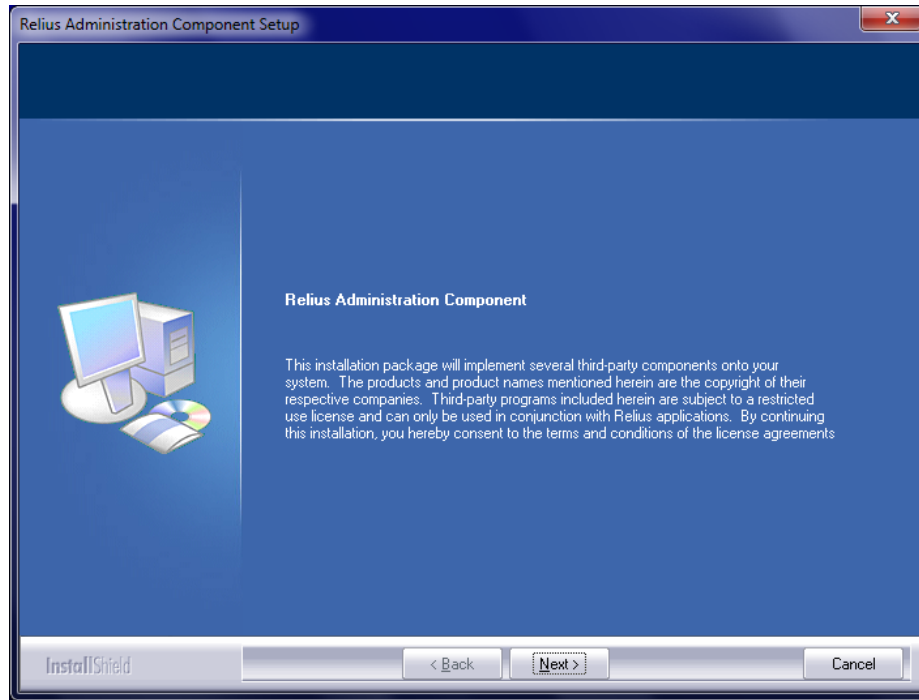 Relius Administration Component Setup
Relius Administration Component
This installation package will implement several third-party components onto your
system. The products and product names mentioned herein are the copyright of their
respective companies. Third-party programs included herein are subject to a restricted
use license and can only be used in conjunction with Relius applications. By continuing
this installation, you hereby consent to the terms and conditions of the license agreements
InstallShield
< Back
Next >
Cancel